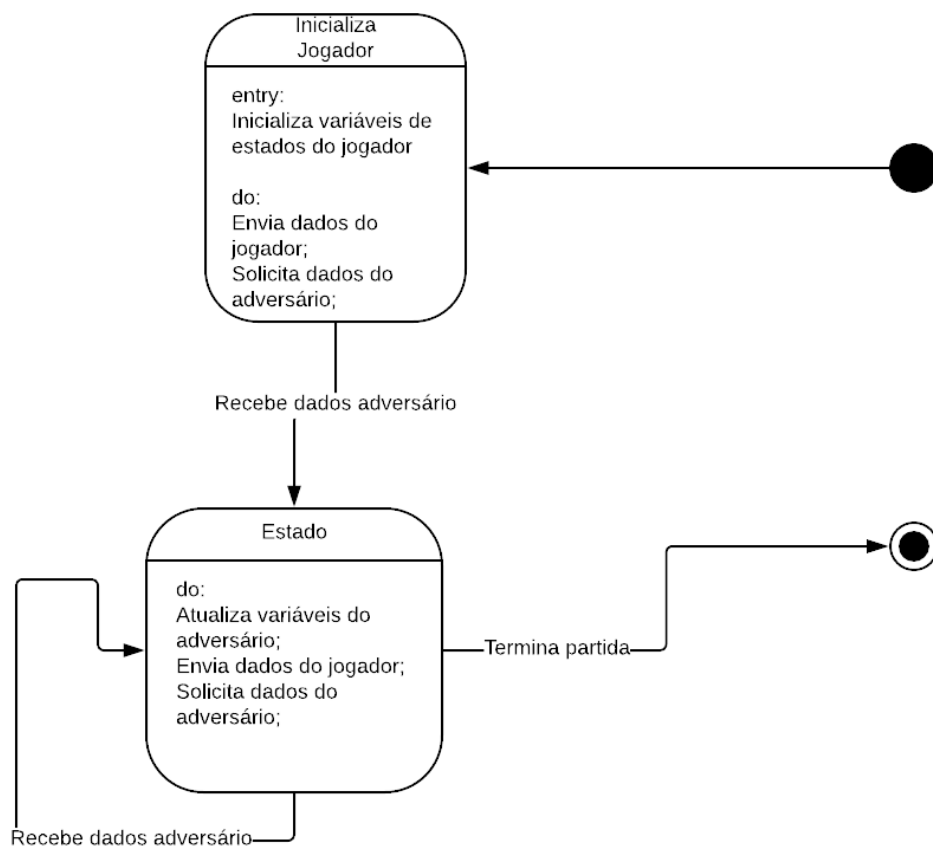 Inicializa
Jogador
entry:
Inicializa variáveis de
estados do jogador
do:
Envia dados do
jogador;
Solicita dados do
adversário;
Recebe dados adversário
Estado
do:
Atualiza variáveis do
adversário;
Envia dados do jogador;
Solicita dados do
adversário;
Termina partida
Recebe dados adversário